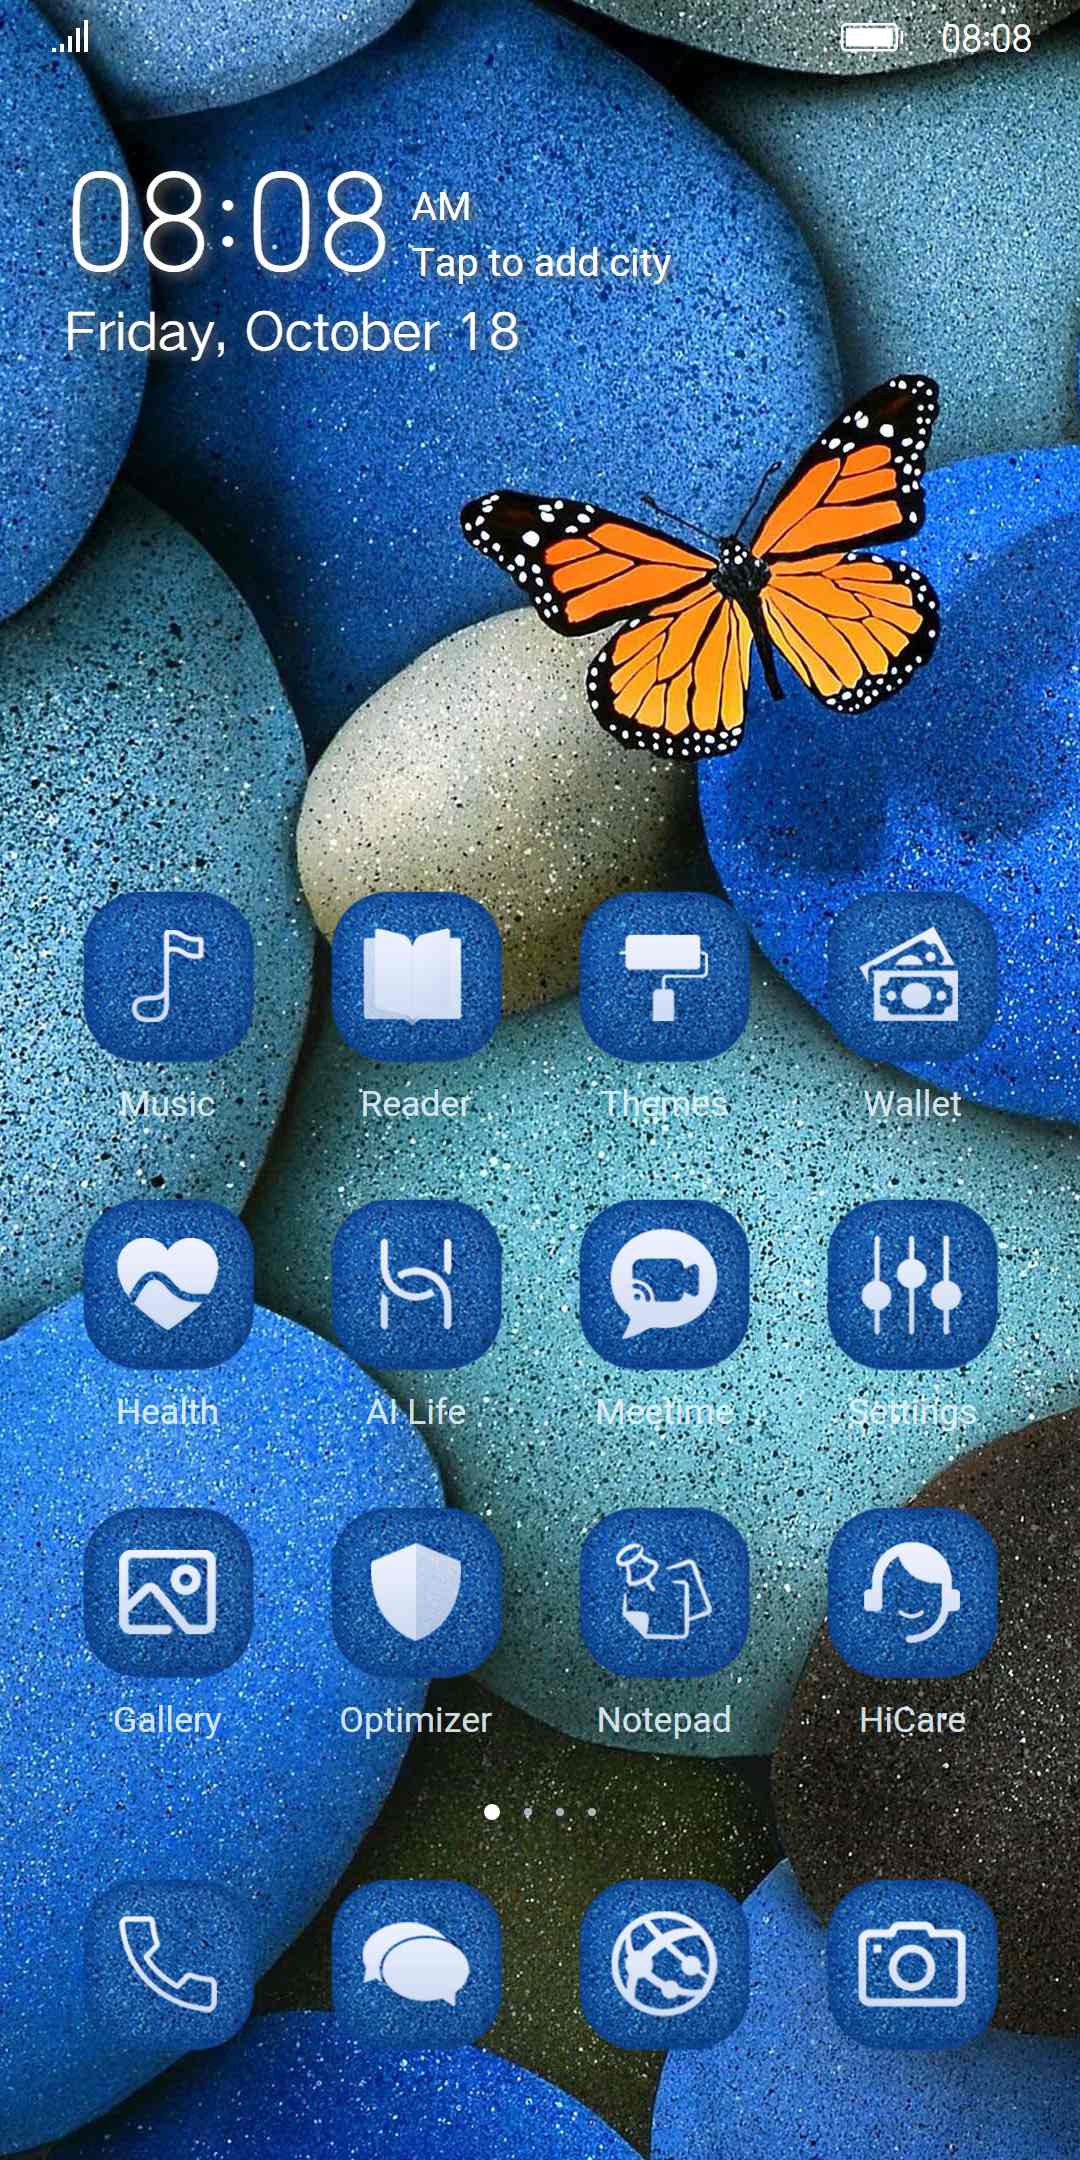 08:08
08:08 AM
Tap to add city
Friday, October 18
Music Reader Themes Wallet
Health AI Life Meetime Settings
Gallery Optimizer Notepad HiCare